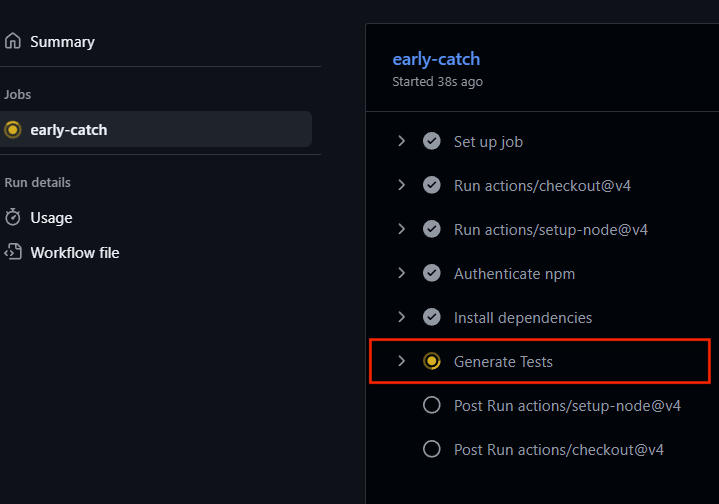 Summary
Jobs
early-catch
Run details
Usage
Workflow file
early-catch
Started 38s ago
Set up job
Run actions/checkout@v4
Run actions/setup-node@v4
Authenticate npm
Install dependencies
Generate Tests
Post Run actions/setup-node@v4
Post Run actions/checkout@v4